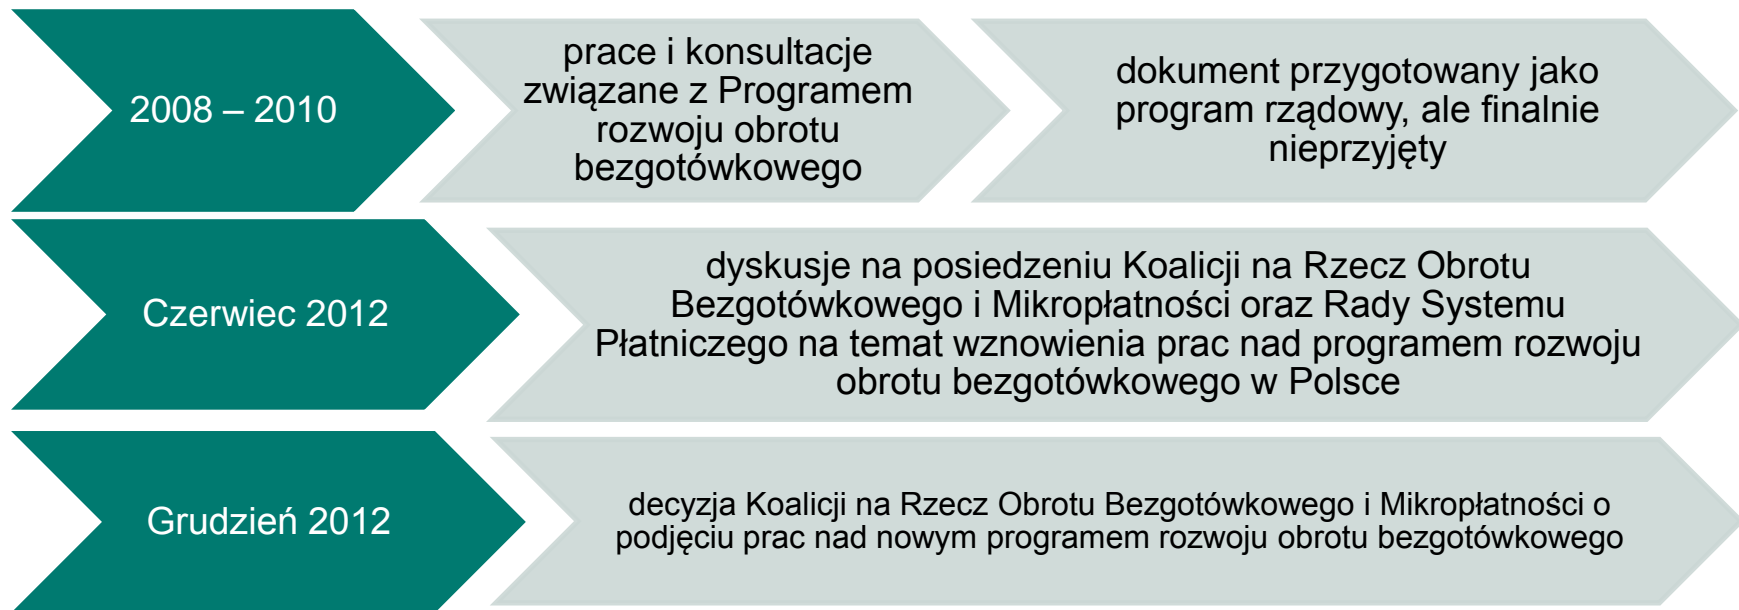 2008 – 2010
prace i konsultacje
związane z Programem
rozwoju obrotu
bezgotówkowego
dokument przygotowany jako
program rządowy, ale finalnie
nieprzyjęty
Czerwiec 2012
dyskusje na posiedzeniu Koalicji na Rzecz Obrotu
Bezgotówkowego i Mikropłatności oraz Rady Systemu
Płatniczego na temat wznowienia prac nad programem rozwoju
obrotu bezgotówkowego w Polsce
Grudzień 2012
decyzja Koalicji na Rzecz Obrotu Bezgotówkowego i Mikropłatności o
podjęciu prac nad nowym programem rozwoju obrotu bezgotówkowego